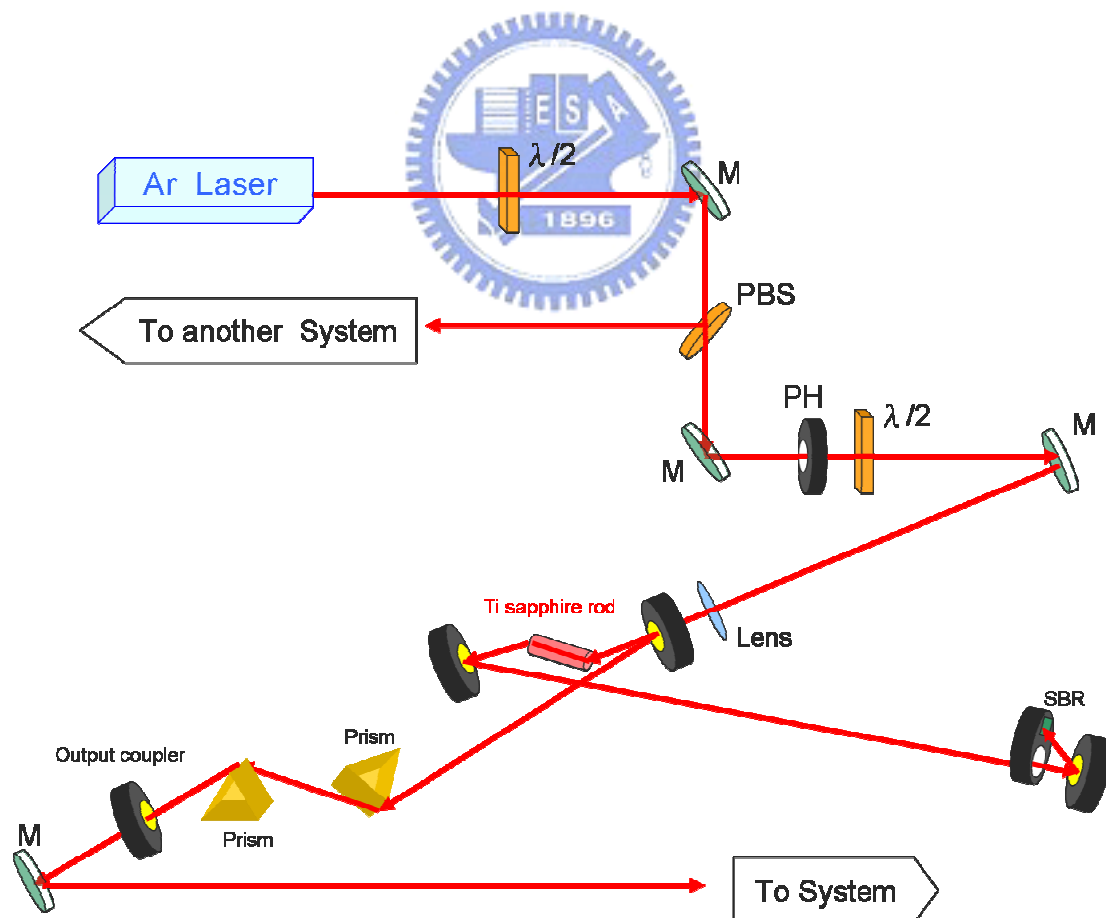 E S A
λ/2
M
Ar Laser
1896
PBS
To another System
PH
λ/2
M
M
Ti sapphire rod
Lens
SBR
Prism
Output coupler
Prism
M
To System